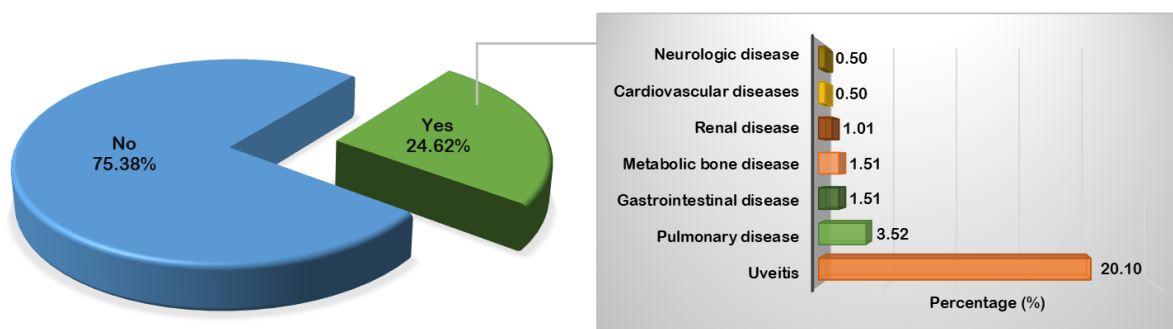 No
75.38%
Yes
24.62%
Neurologic disease 0.50
Cardiovascular diseases 0.50
Renal disease 1.01
Metabolic bone disease 1.51
Gastrointestinal disease 1.51
Pulmonary disease 3.52
Uveitis 20.10
Percentage (%)